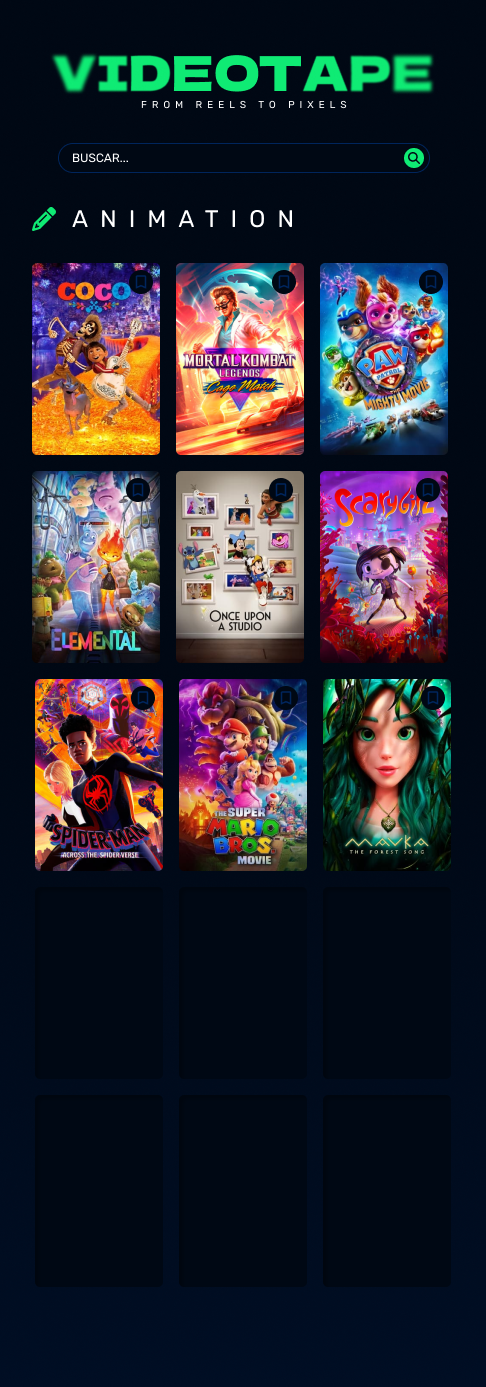 VIDEOTAPE
FROM REELS TO PIXELS
BUSCAR...
ANIMATION
COCO
MORTAL KOMBAT
LEGENDS
Cage Match
PAW
PATROL
THE
MIGHTY MOVIE
ELEMENTAL
ONCE UPON
A STUDIO
Scarygirl
SPIDER-MAN
ACROSS THE SPIDER-VERSE
THE SUPER
MARIO
BROS
MOVIE
MAVKA
THE FOREST SONG